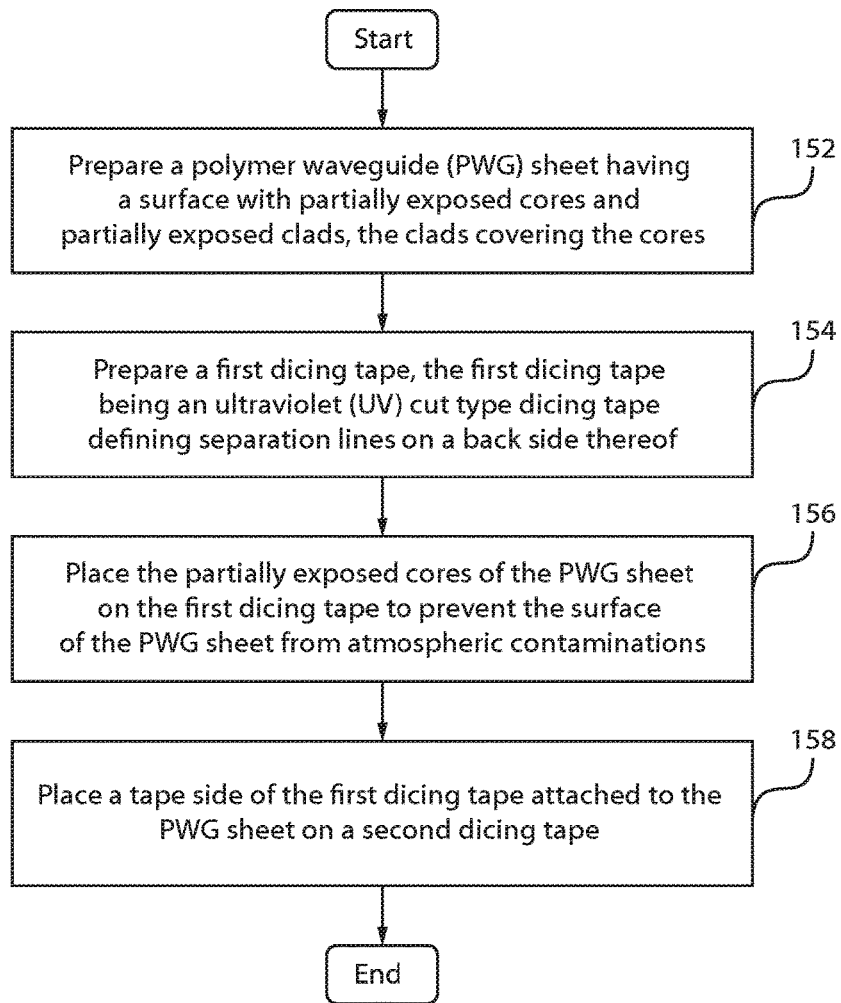 Start
Prepare a polymer waveguide (PWG) sheet having
a surface with partially exposed cores and
partially exposed clads, the clads covering the cores
152
Prepare a first dicing tape, the first dicing tape
being an ultraviolet (UV) cut type dicing tape
defining separation lines on a back side thereof
154
Place the partially exposed cores of the PWG sheet
on the first dicing tape to prevent the surface
of the PWG sheet from atmospheric contaminations
156
Place a tape side of the first dicing tape attached to the
PWG sheet on a second dicing tape
158
End